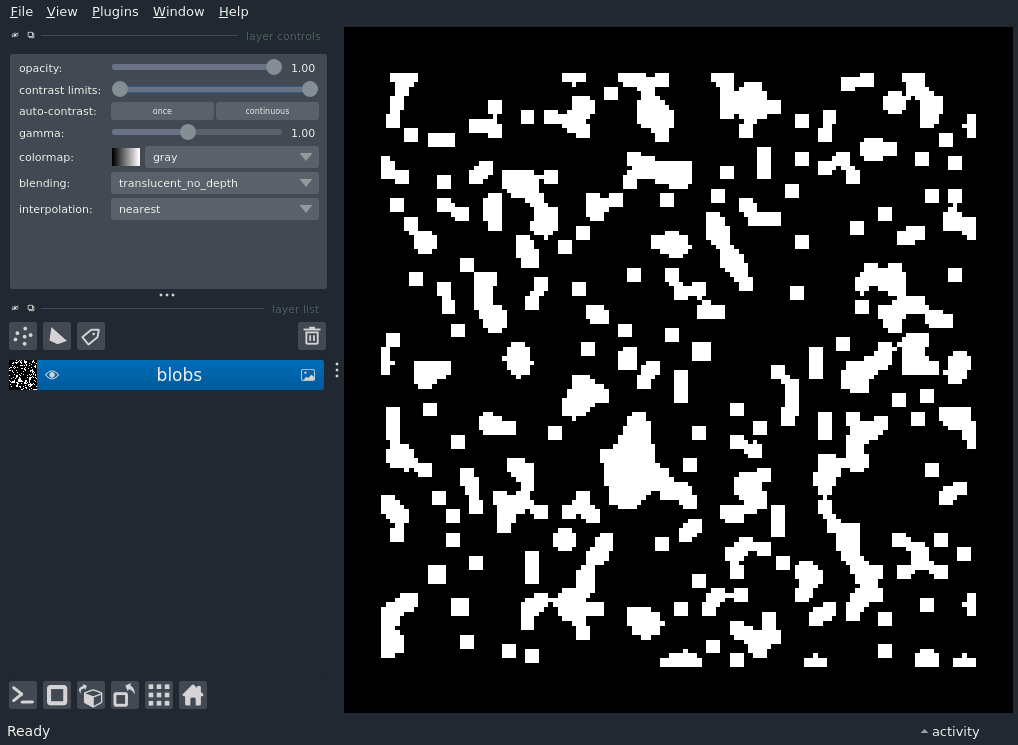 File View Plugins Window Help
layer controls
opacity: 1.00
contrast limits:
auto-contrast: once continuous
gamma: 1.00
colormap: gray
blending: translucent_no_depth
interpolation: nearest
layer list
blobs
Ready activity